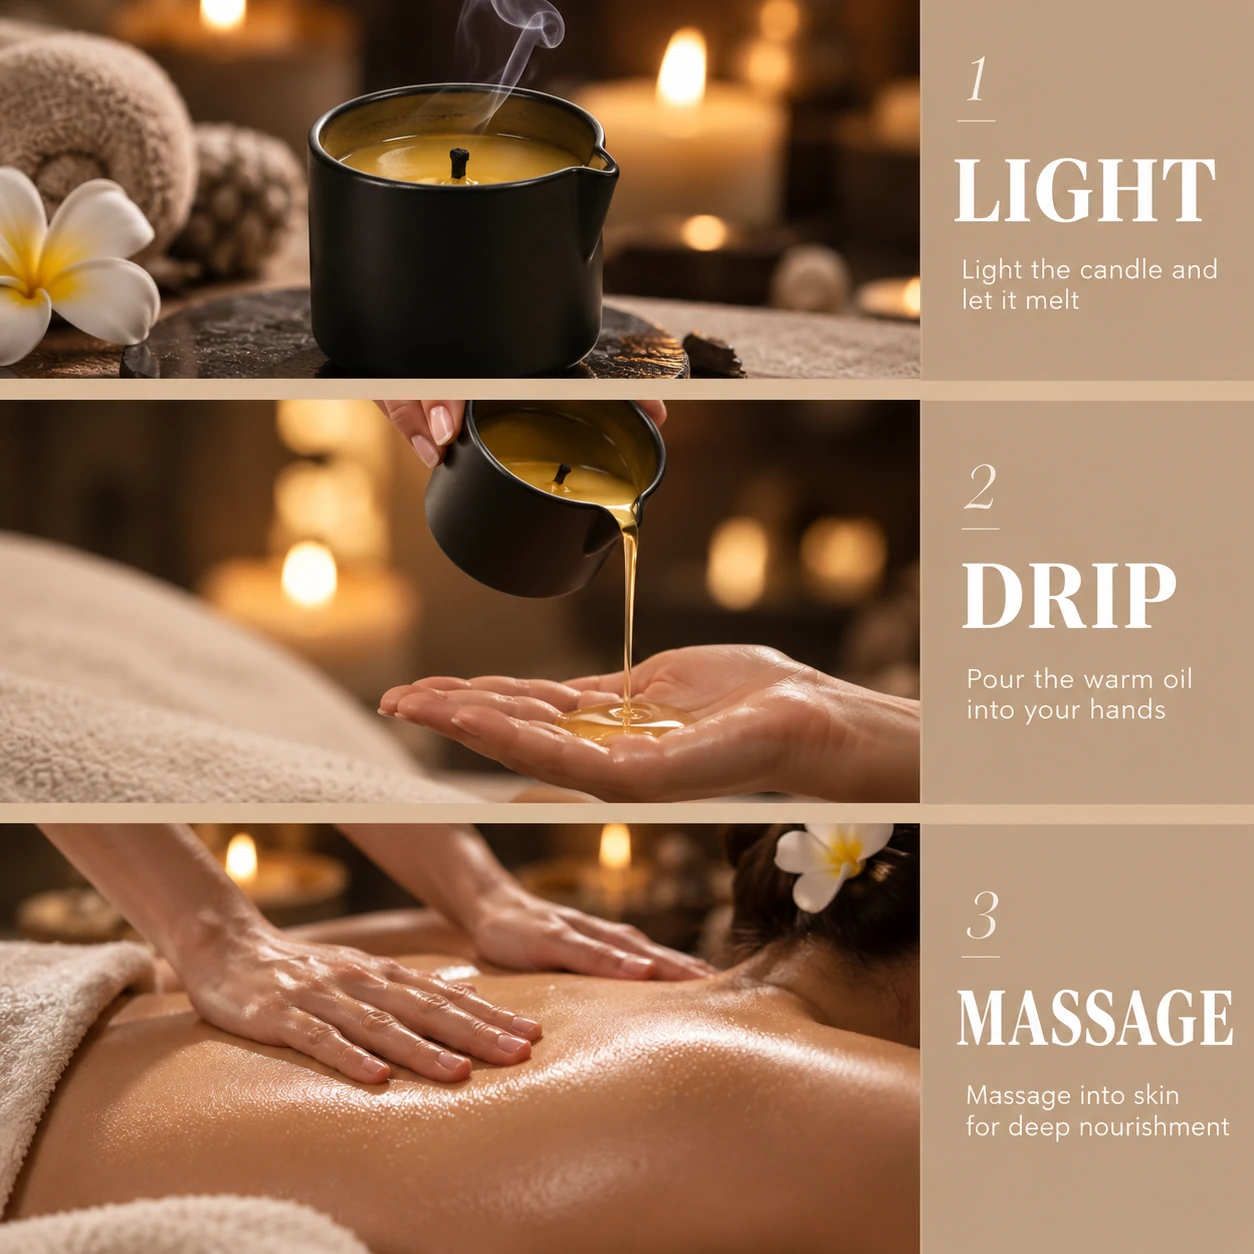 1
LIGHT
Light the candle and
let it melt
2
DRIP
Pour the warm oil
into your hands
3
MASSAGE
Massage into skin
for deep nourishment